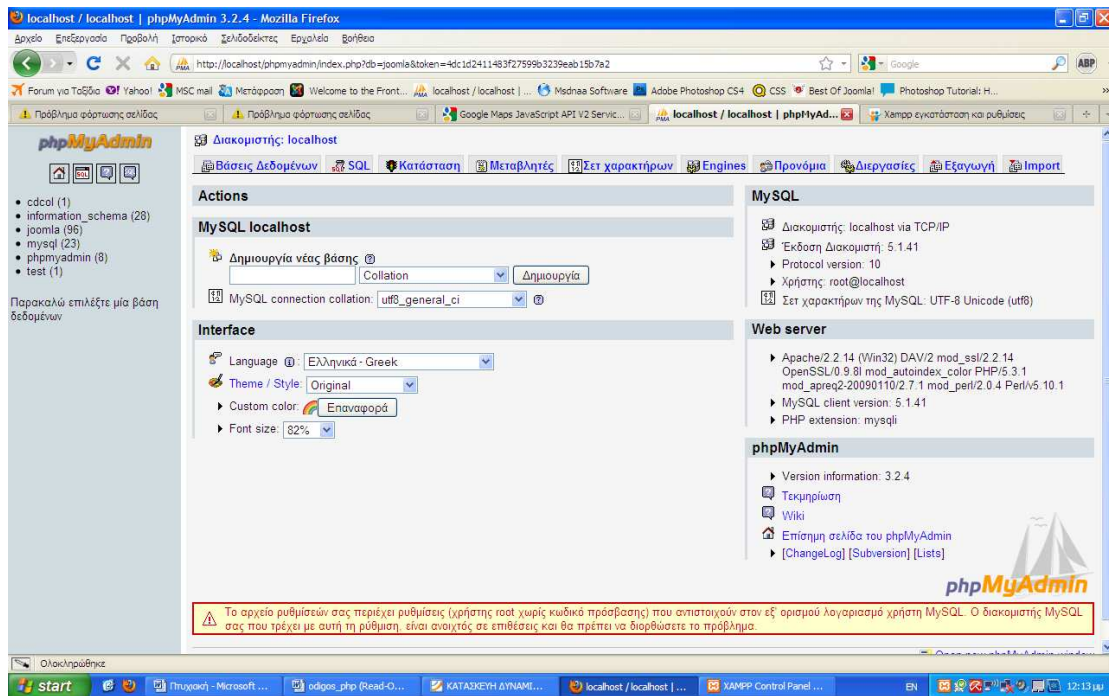 localhost / localhost | phpMyAdmin 3.2.4 - Mozilla Firefox
Αρχείο Επεξεργασία Προβολή Ιστορικό Σελιδοδείκτες Εργαλεία Βοήθεια
http://localhost/phpmyadmin/index.php?db=joomla&token=4dc1d2411483f27599b3239eab15b7a2
Google
ABP
Forum για Ταξίδια Yahoo! MSC mail Μετάφραση Welcome to the Front... localhost / localhost | ... Msdnaa Software Adobe Photoshop CS4 CSS Best Of Joomla! Photoshop Tutorial: H...
Πρόβλημα φόρτωσης σελίδας Πρόβλημα φόρτωσης σελίδας Google Maps JavaScript API V2 Servic... localhost / localhost | phpMyAd... Xampp εγκατάσταση και ρυθμίσεις
phpMyAdmin
cdcol (1)
information_schema (28)
joomla (96)
mysql (23)
phpmyadmin (8)
test (1)
Παρακαλώ επιλέξτε μία βάση
δεδομένων
Διακομιστής: localhost
Βάσεις Δεδομένων SQL Κατάσταση Μεταβλητές Σετ χαρακτήρων Engines Προνόμια Διεργασίες Εξαγωγή Import
Actions
MySQL localhost
Δημιουργία νέας βάσης
Collation Δημιουργία
MySQL connection collation: utf8_general_ci
Interface
Language : Ελληνικά - Greek
Theme / Style: Original
Custom color: Επαναφορά
Font size: 82%
MySQL
Διακομιστής: localhost via TCP/IP
Έκδοση Διακομιστή: 5.1.41
Protocol version: 10
Χρήστης: root@localhost
Σετ χαρακτήρων της MySQL: UTF-8 Unicode (utf8)
Web server
Apache/2.2.14 (Win32) DAV/2 mod_ssl/2.2.14
OpenSSL/0.9.8l mod_autoindex_color PHP/5.3.1
mod_apreq2-20090110/2.7.1 mod_perl/2.0.4 Perl/v5.10.1
MySQL client version: 5.1.41
PHP extension: mysqli
phpMyAdmin
Version information: 3.2.4
Τεκμηρίωση
Wiki
Επίσημη σελίδα του phpMyAdmin
[ChangeLog] [Subversion] [Lists]
phpMyAdmin
Το αρχείο ρυθμίσεών σας περιέχει ρυθμίσεις (χρήστης root χωρίς κωδικό πρόσβασης) που αντιστοιχούν στον εξ' ορισμού λογαριασμό χρήστη MySQL. Ο διακομιστής MySQL
σας που τρέχει με αυτή τη ρύθμιση, είναι ανοιχτός σε επιθέσεις και θα πρέπει να διορθώσετε το πρόβλημα.
Open new phpMyAdmin window
Ολοκληρώθηκε
start Πτυχιακή - Microsoft ... odigos_php (Read-O... ΚΑΤΑΣΚΕΥΗ ΔΥΝΑΜΙ... localhost / localhost | ... XAMPP Control Panel ... EN 12:13 μμ